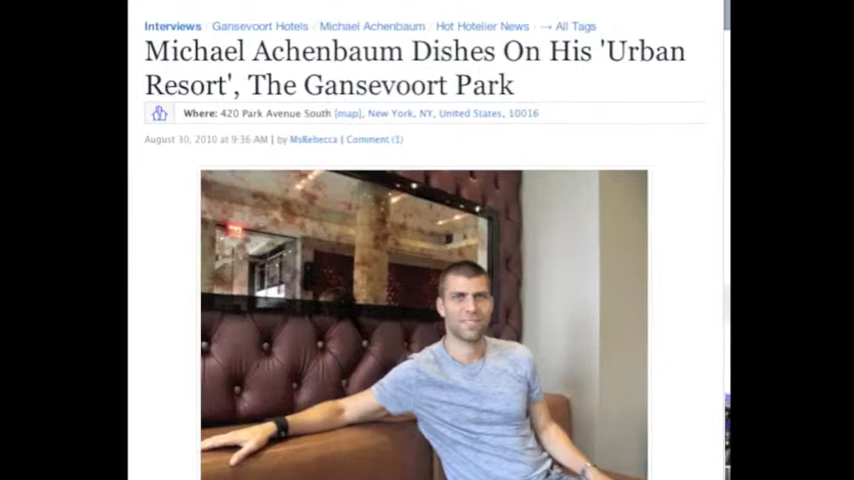 Interviews / Gansevoort Hotels / Michael Achenbaum / Hot Hotelier News / → All Tags
Michael Achenbaum Dishes On His 'Urban
Resort', The Gansevoort Park
Where: 420 Park Avenue South [map], New York, NY, United States, 10016
August 30, 2010 at 9:36 AM | by MsRebecca | Comment (1)